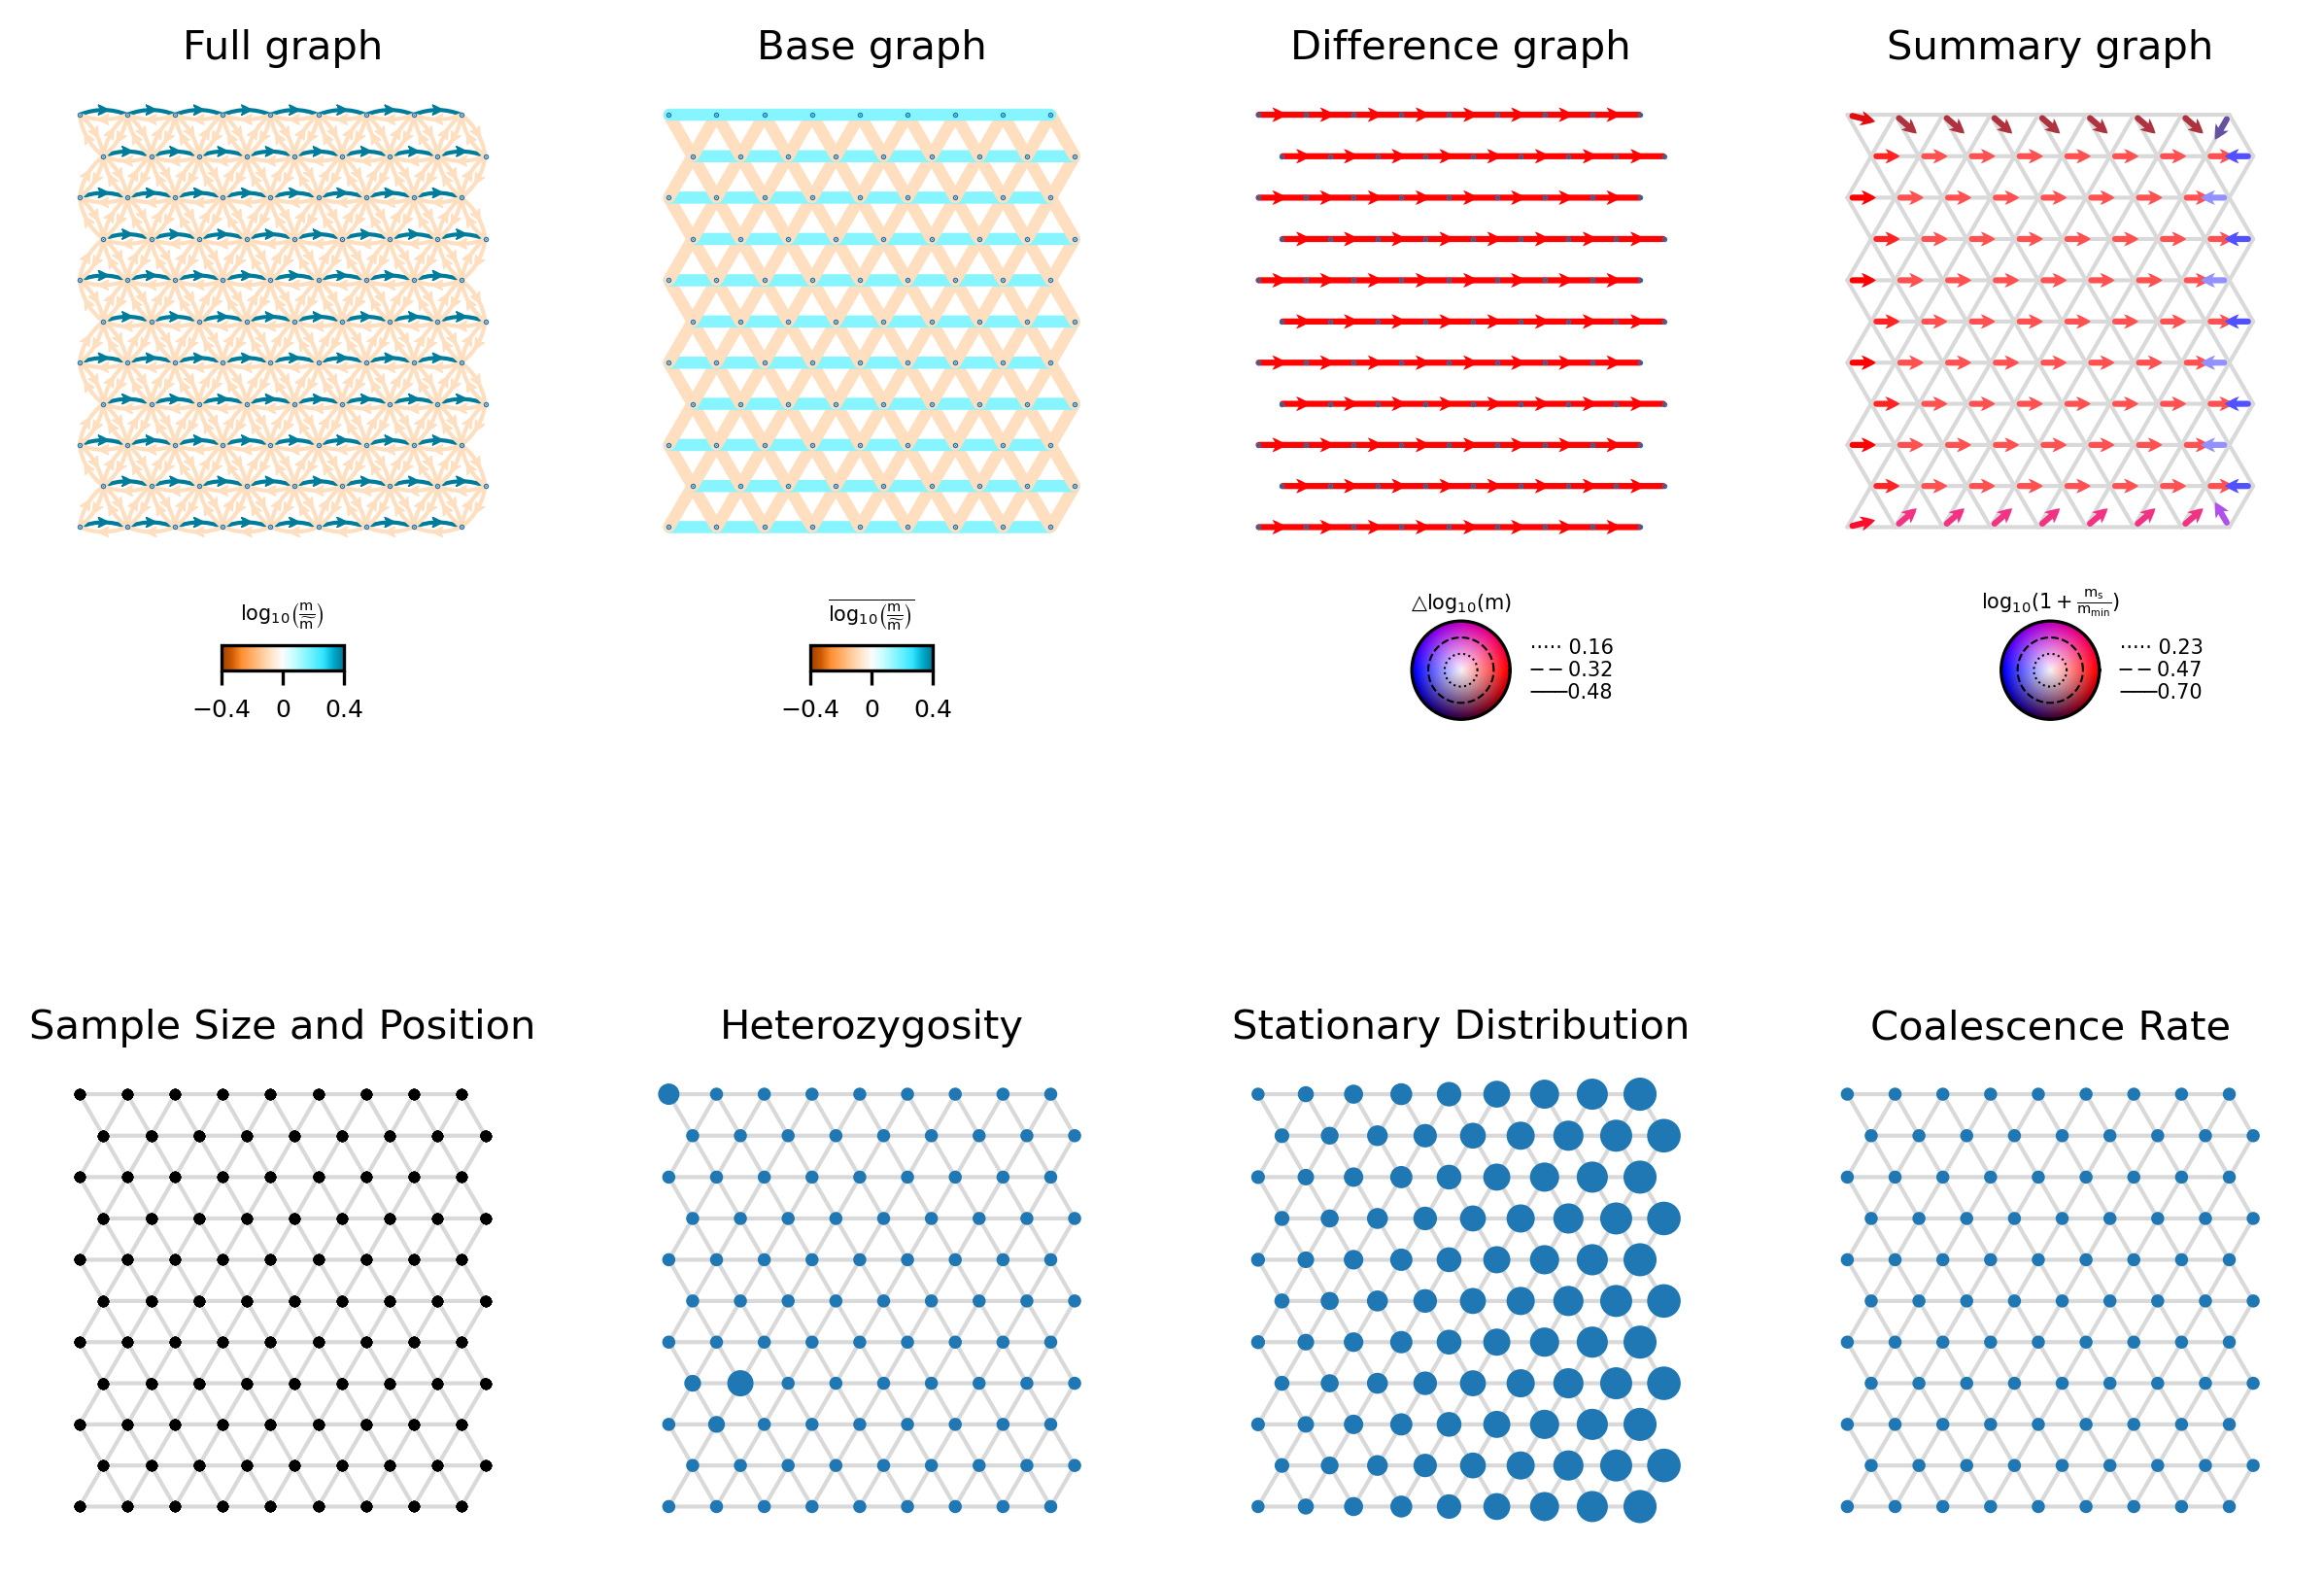 Full graph
Base graph
Difference graph
Summary graph
log₁₀(m/m̃)
−0.4 0 0.4
log₁₀(m/m̃)
−0.4 0 0.4
△log₁₀(m)
0.16
0.32
0.48
log₁₀(1 + mₛ/m_min)
0.23
0.47
0.70
Sample Size and Position
Heterozygosity
Stationary Distribution
Coalescence Rate